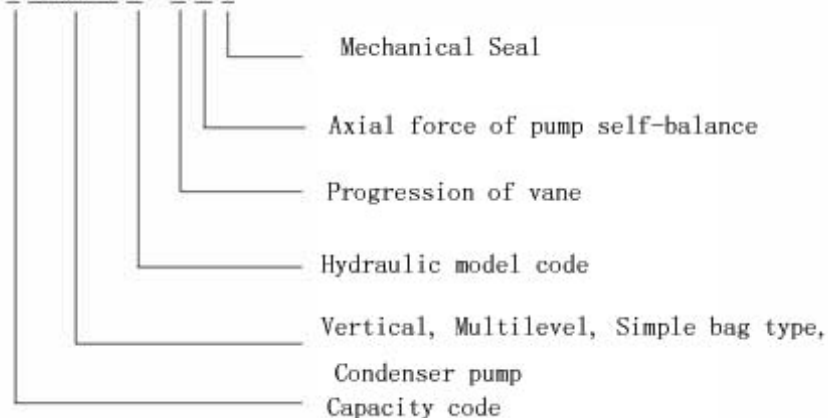 Mechanical Seal
Axial force of pump self-balance
Progression of vane
Hydraulic model code
Vertical, Multilevel, Simple bag type,
Condenser pump
Capacity code